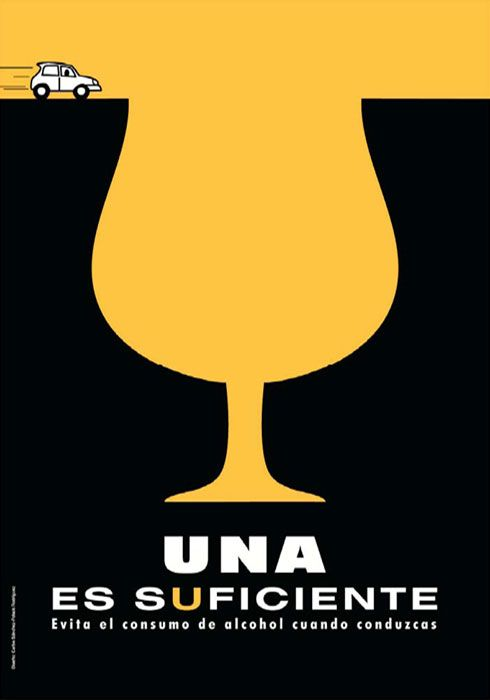 UNA
ES SUFICIENTE
Evita el consumo de alcohol cuando conduzcas